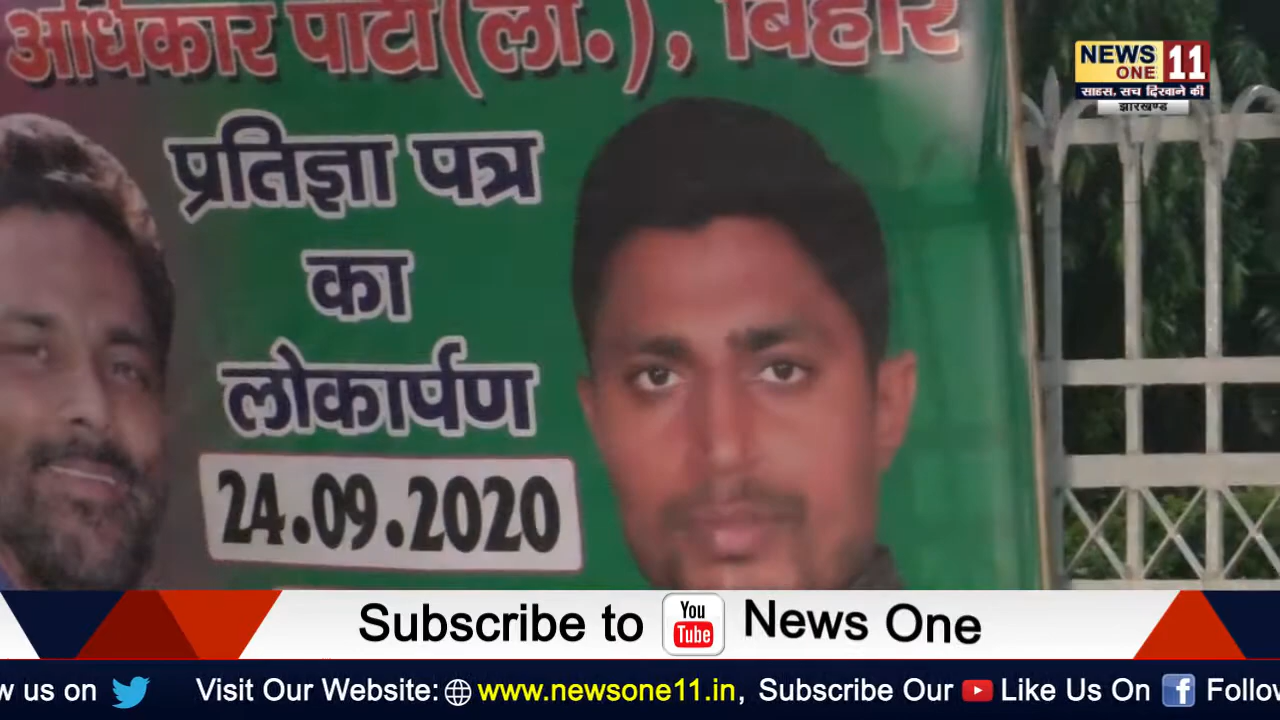 अधिकार पार्टी(लो.), बिहार
प्रतिज्ञा पत्र
का
लोकार्पण
24.09.2020
NEWS
ONE 11
साहस, सच दिखाने की
झारखण्ड
Subscribe to You Tube News One
w us on Visit Our Website: www.newsone11.in, Subscribe Our Like Us On f Follow